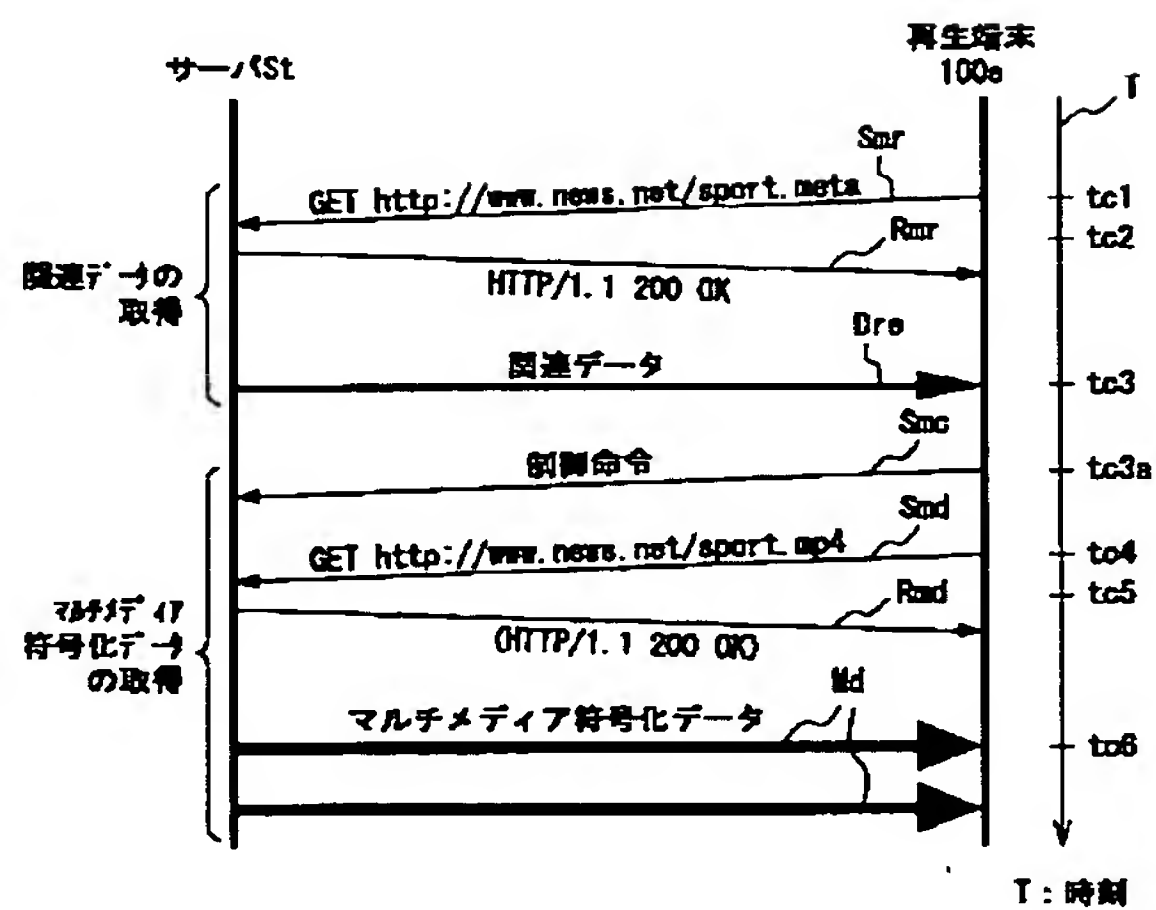 サーバSt
再生端末
100e
T
Smr
GET http://www.news.net/sport.meta
tc1
Rmr
tc2
HTTP/1.1 200 OK
関連データの
取得
Dre
関連データ
tc3
Smc
制御命令
tc3a
Smd
GET http://www.news.net/sport.mp4
tc4
Rmd
tc5
(HTTP/1.1 200 OK)
マルチメディア
符号化データ
の取得
Md
マルチメディア符号化データ
tc6
T:時刻